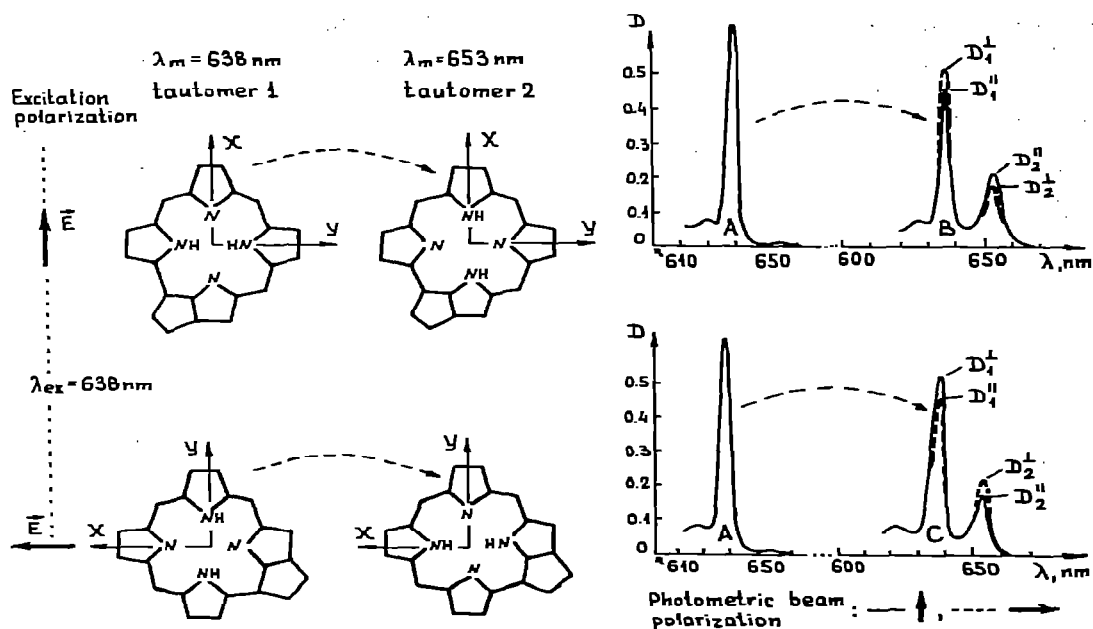 λm = 638 nm
tautomer 1
λm = 653 nm
tautomer 2
Excitation
polarization
E
X
N
NH
HN
y
N
X
NH
N
N
y
NH
λex = 638 nm
E
y
NH
X
N
N
NH
y
N
X
NH
HN
N
D
0.5
0.4
0.3
0.2
0.1
0
D1⊥
D1"
D2"
D2⊥
A
B
~610
650
600
650
λ, nm
D
0.5
0.4
0.3
0.2
0.1
0
D1⊥
D1"
D2⊥
D2"
A
C
~610
650
600
650
λ, nm
Photometric beam
polarization : — , ----